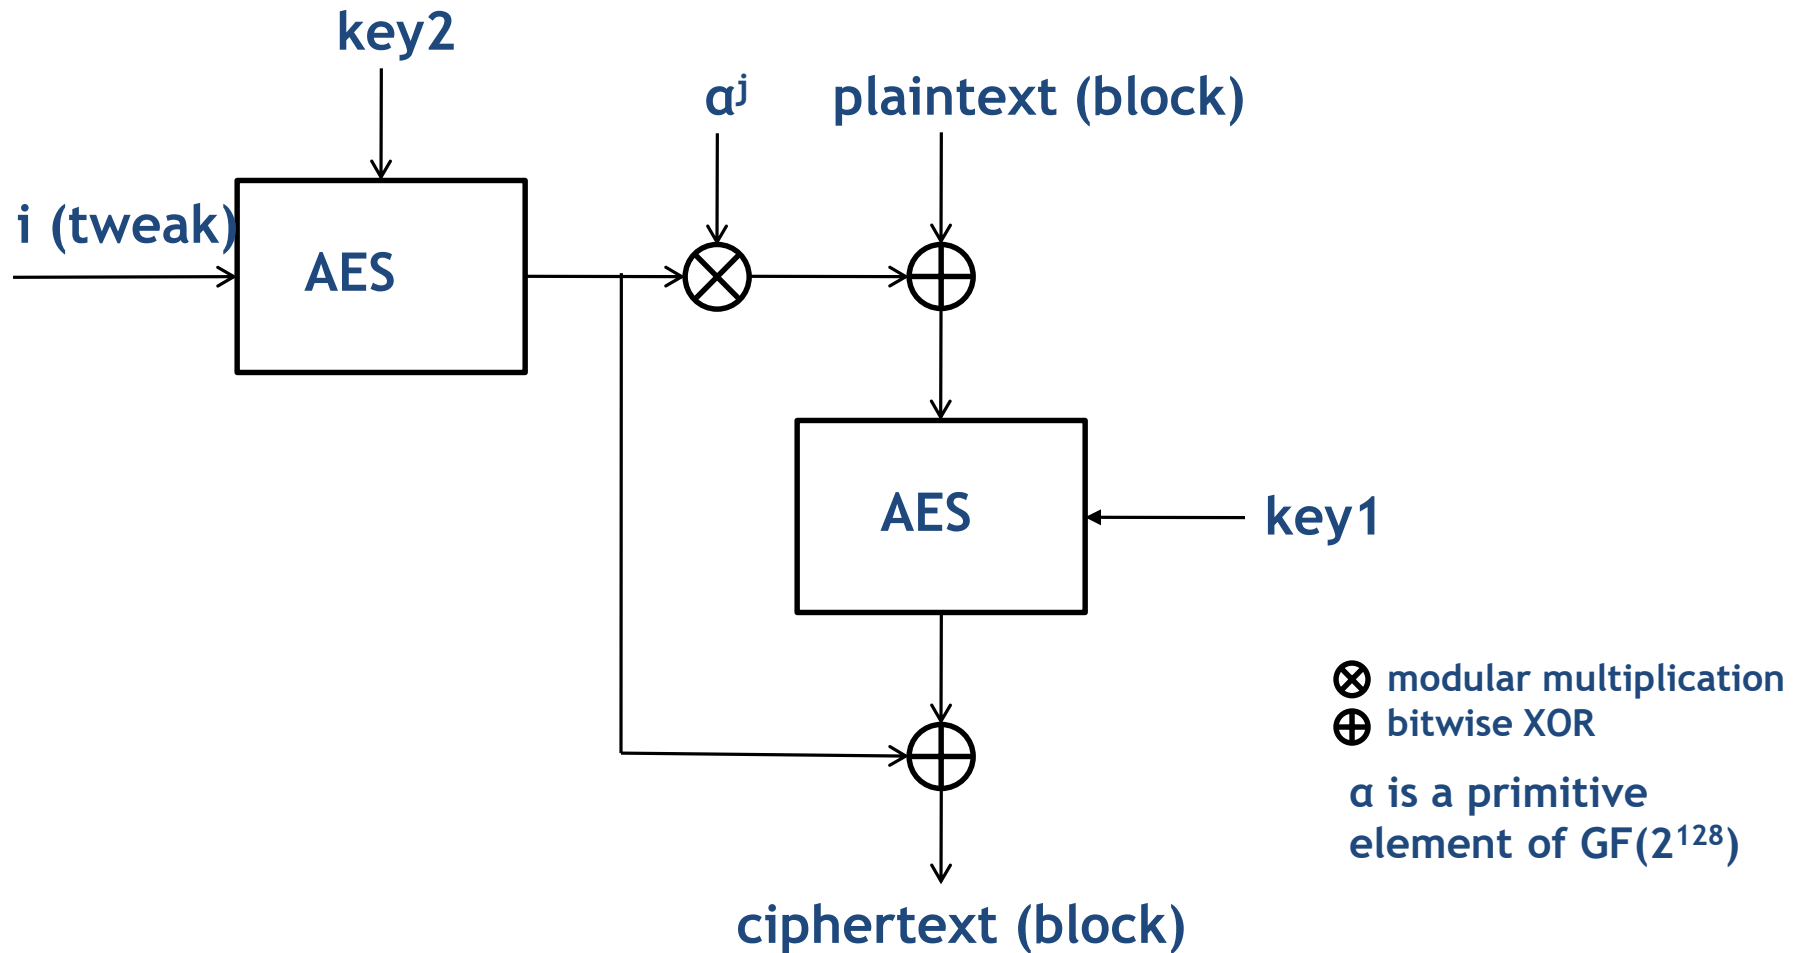 key2
αʲ
plaintext (block)
i (tweak)
AES
AES
key1
modular multiplication
bitwise XOR
α is a primitive
element of GF(2¹²⁸)
ciphertext (block)